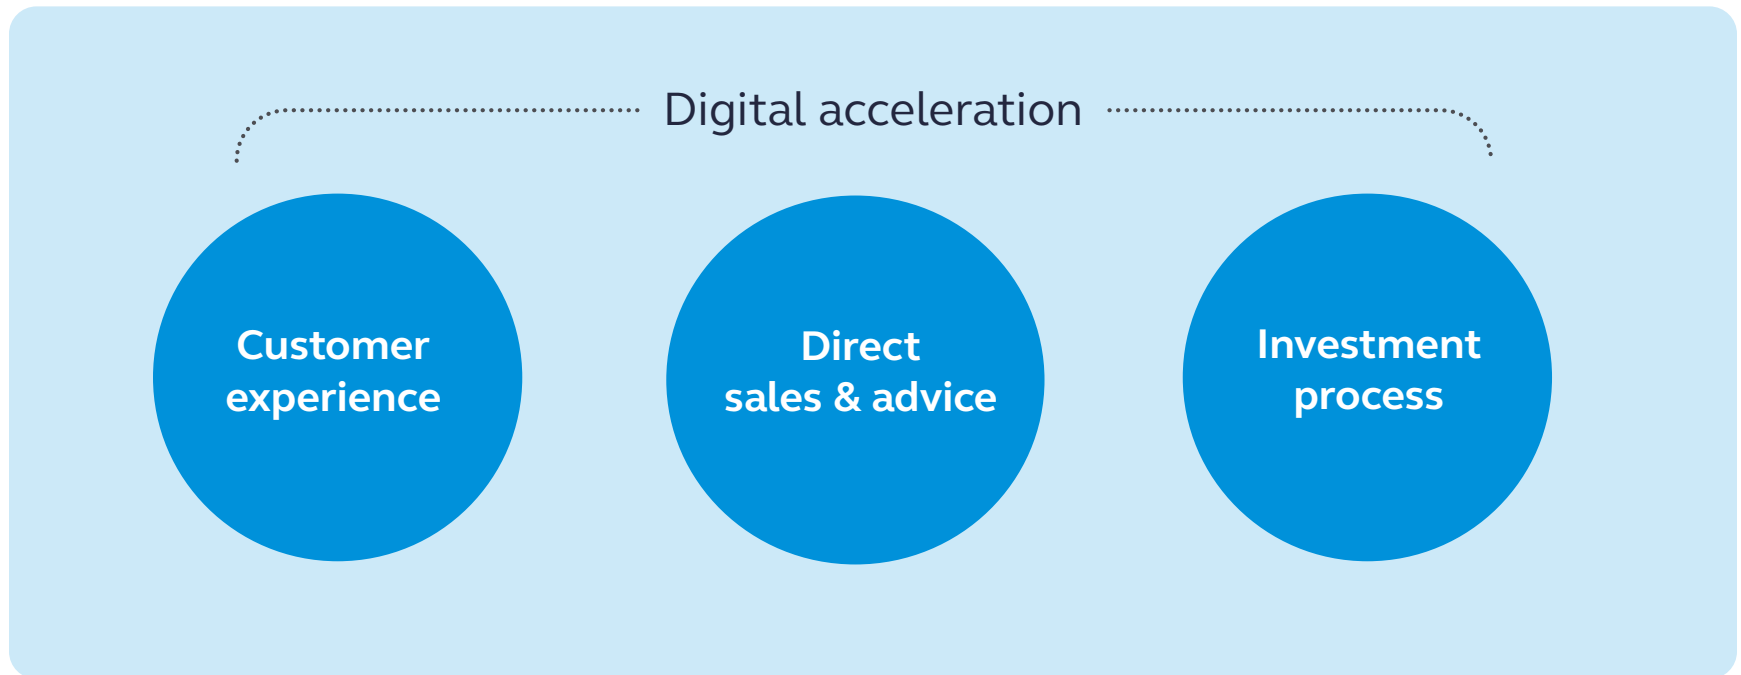 Digital acceleration
Customer
experience
Direct
sales & advice
Investment
process